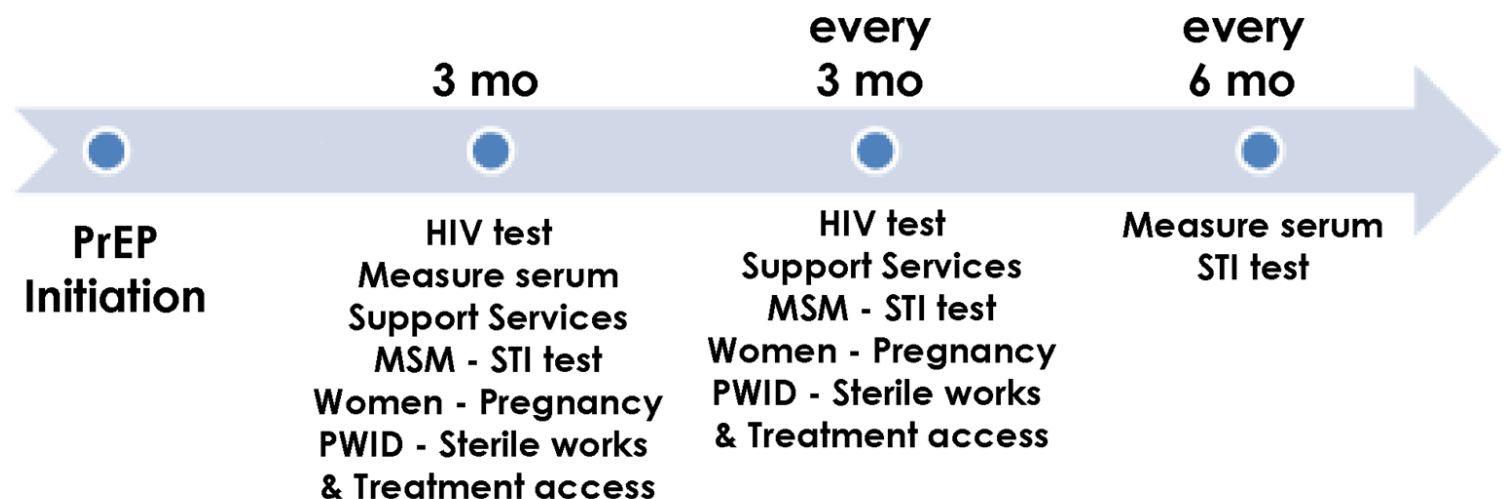 PrEP
Initiation
3 mo
HIV test
Measure serum
Support Services
MSM - STI test
Women - Pregnancy
PWID - Sterile works
& Treatment access
every
3 mo
HIV test
Support Services
MSM - STI test
Women - Pregnancy
PWID - Sterile works
& Treatment access
every
6 mo
Measure serum
STI test